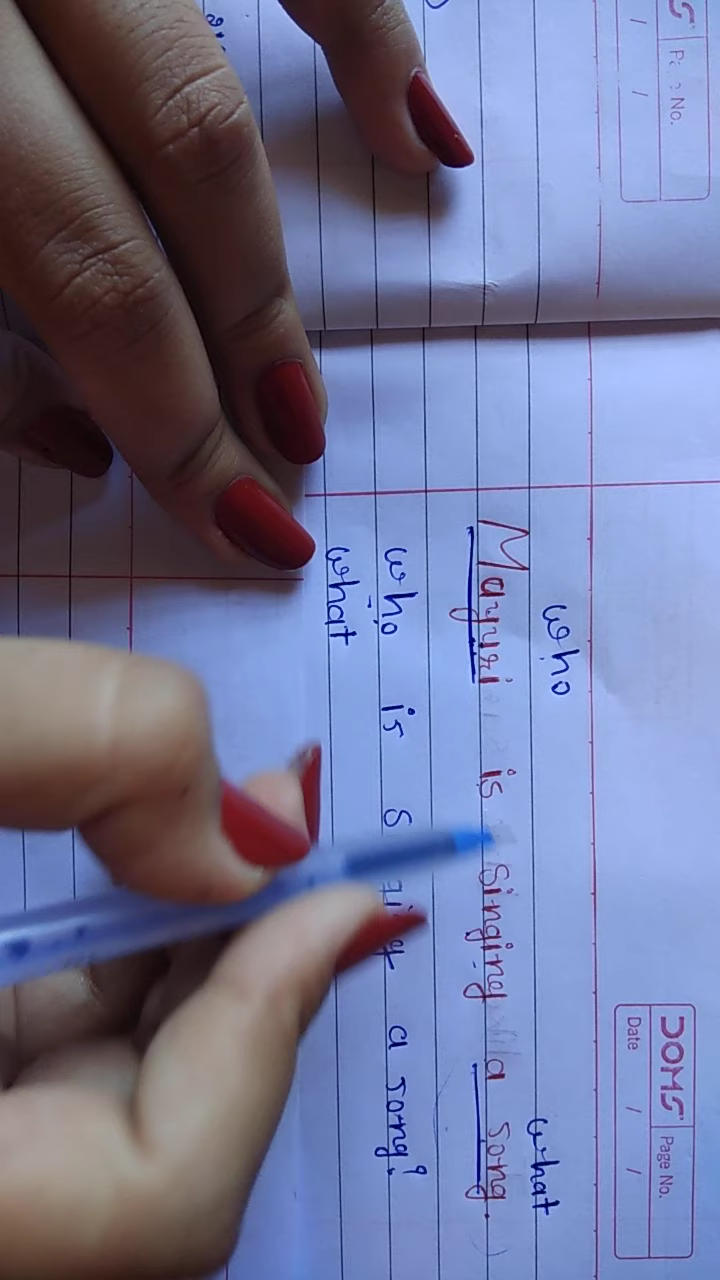 DOMS
Page No.
Date / /
who what
Mayuri is singing a song.
who is a song?
what